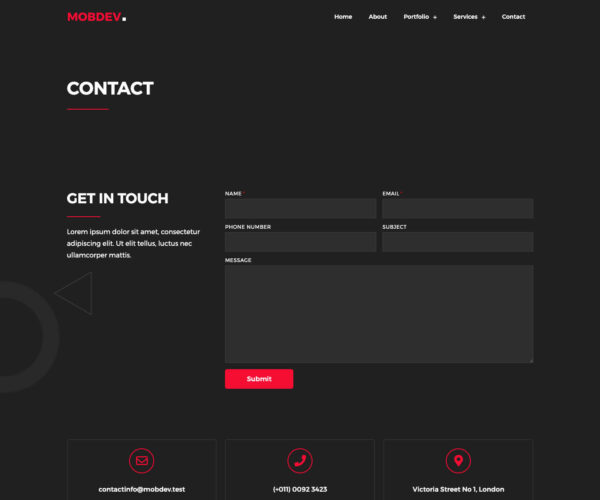 MOBDEV.
Home About Portfolio + Services + Contact
CONTACT
GET IN TOUCH
Lorem ipsum dolor sit amet, consectetur
adipiscing elit. Ut elit tellus, luctus nec
ullamcorper mattis.
NAME * EMAIL *
PHONE NUMBER SUBJECT
MESSAGE
Submit
contactinfo@mobdev.test (+011) 0092 3423 Victoria Street No 1, London